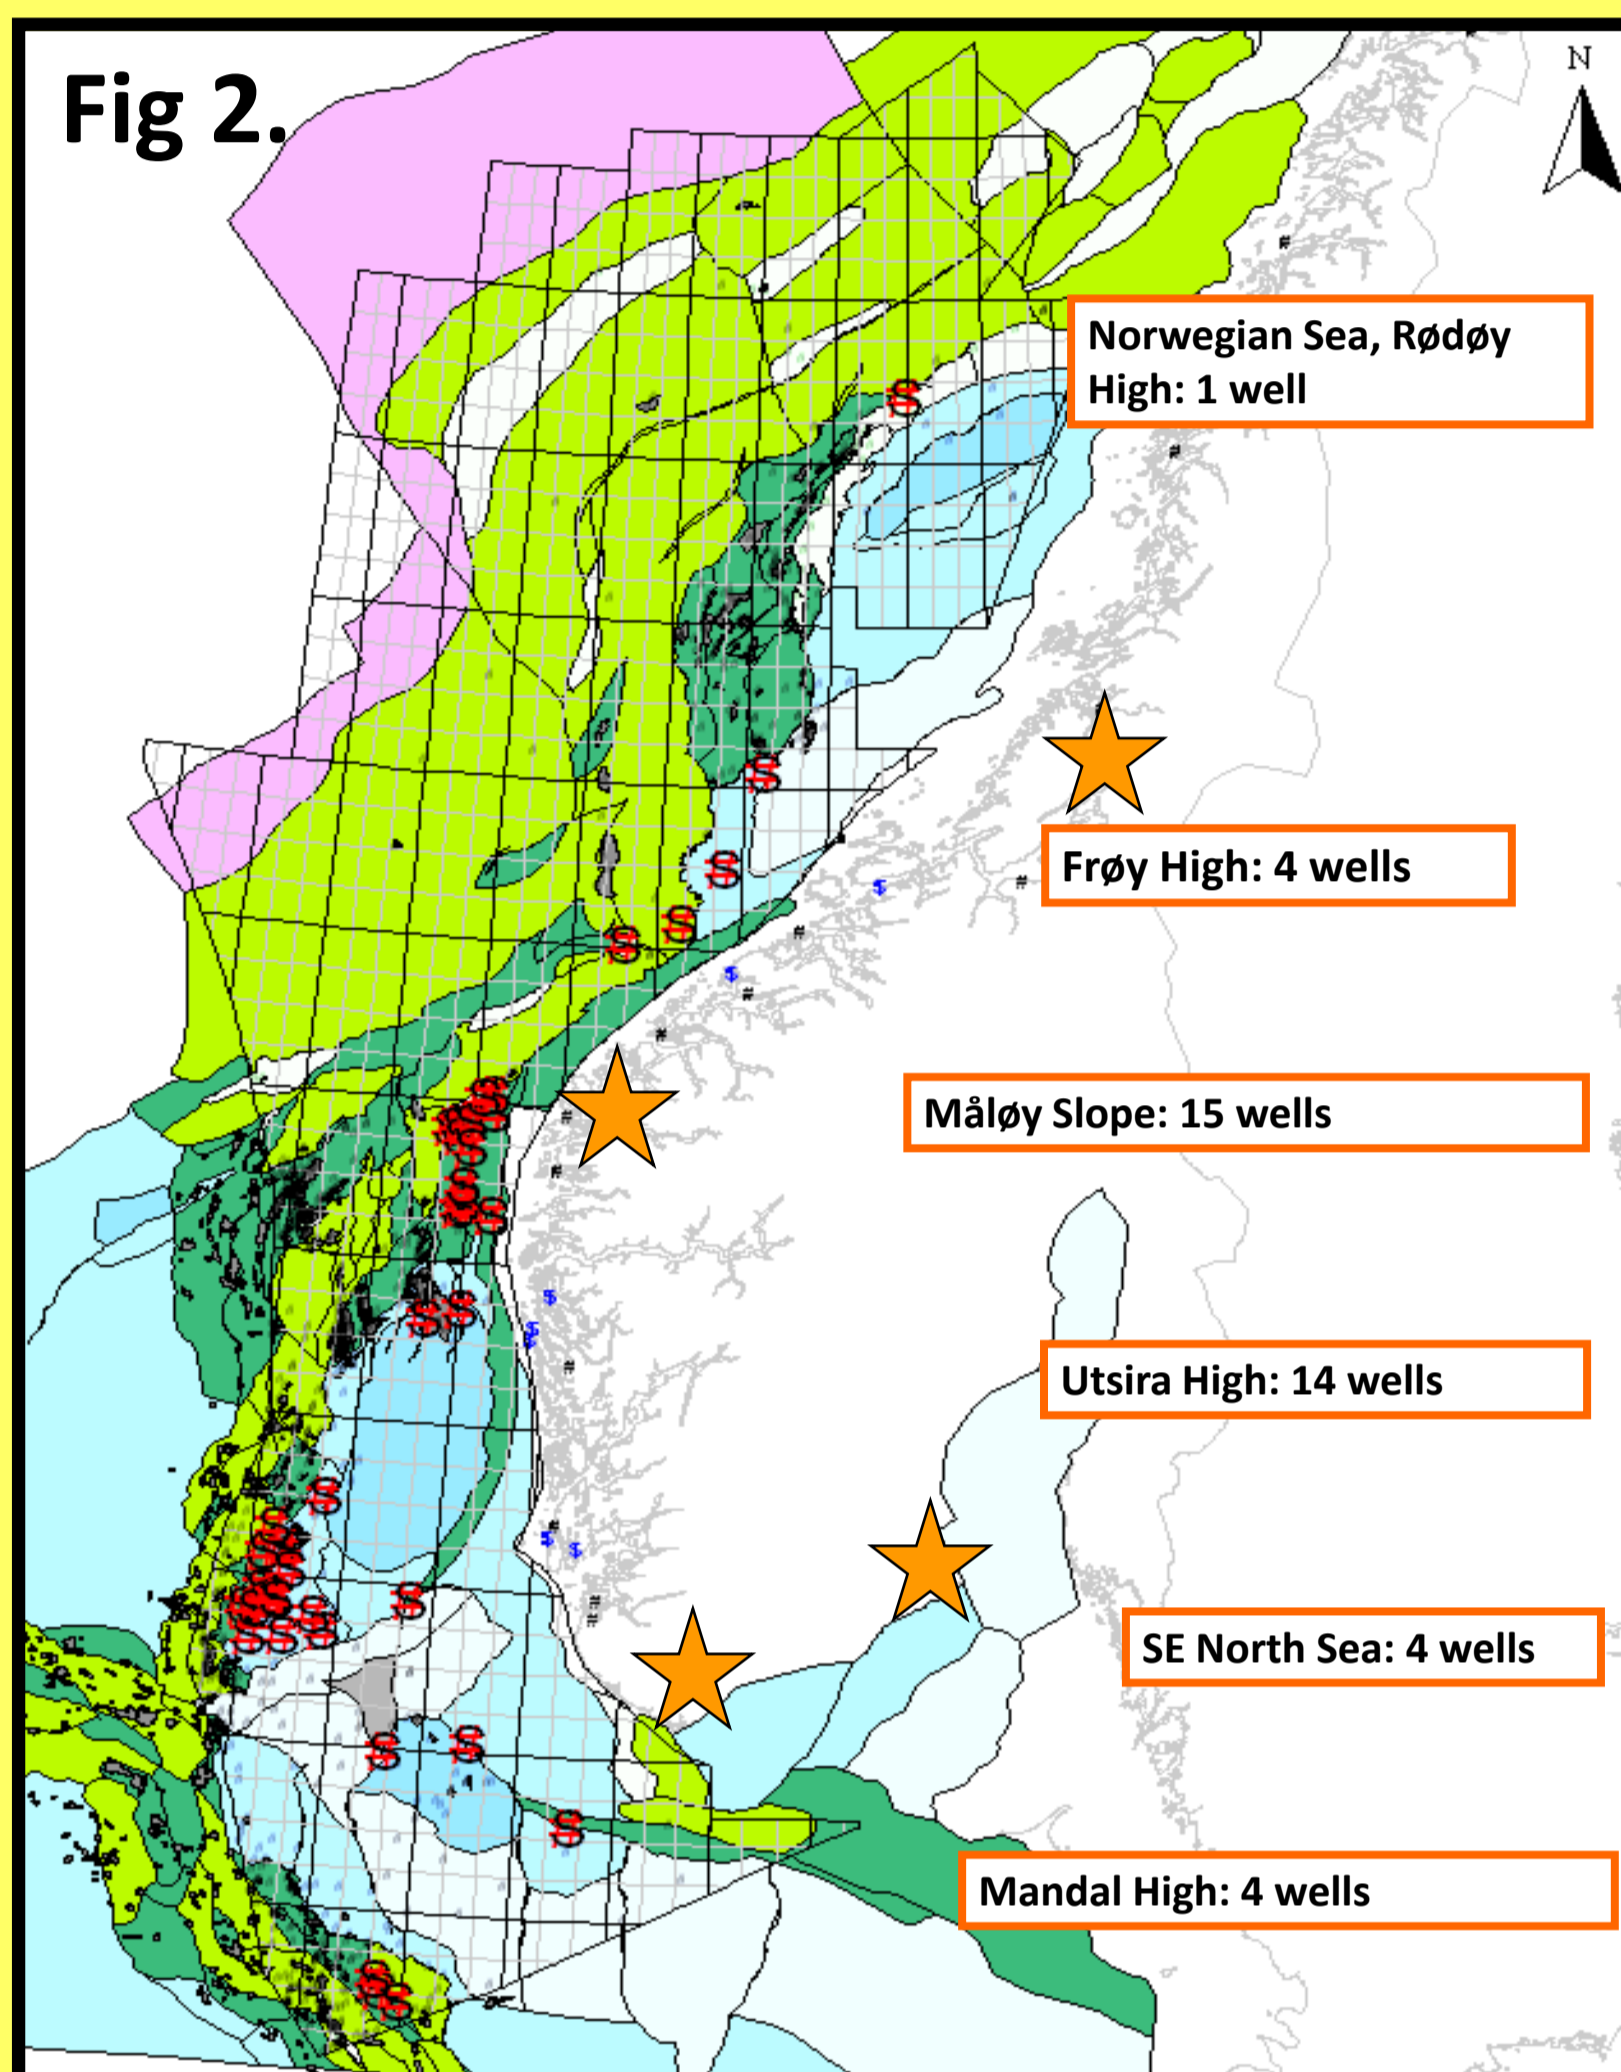 Fig 2.
N
Norwegian Sea, Rødøy
High: 1 well
Frøy High: 4 wells
Måløy Slope: 15 wells
Utsira High: 14 wells
SE North Sea: 4 wells
Mandal High: 4 wells